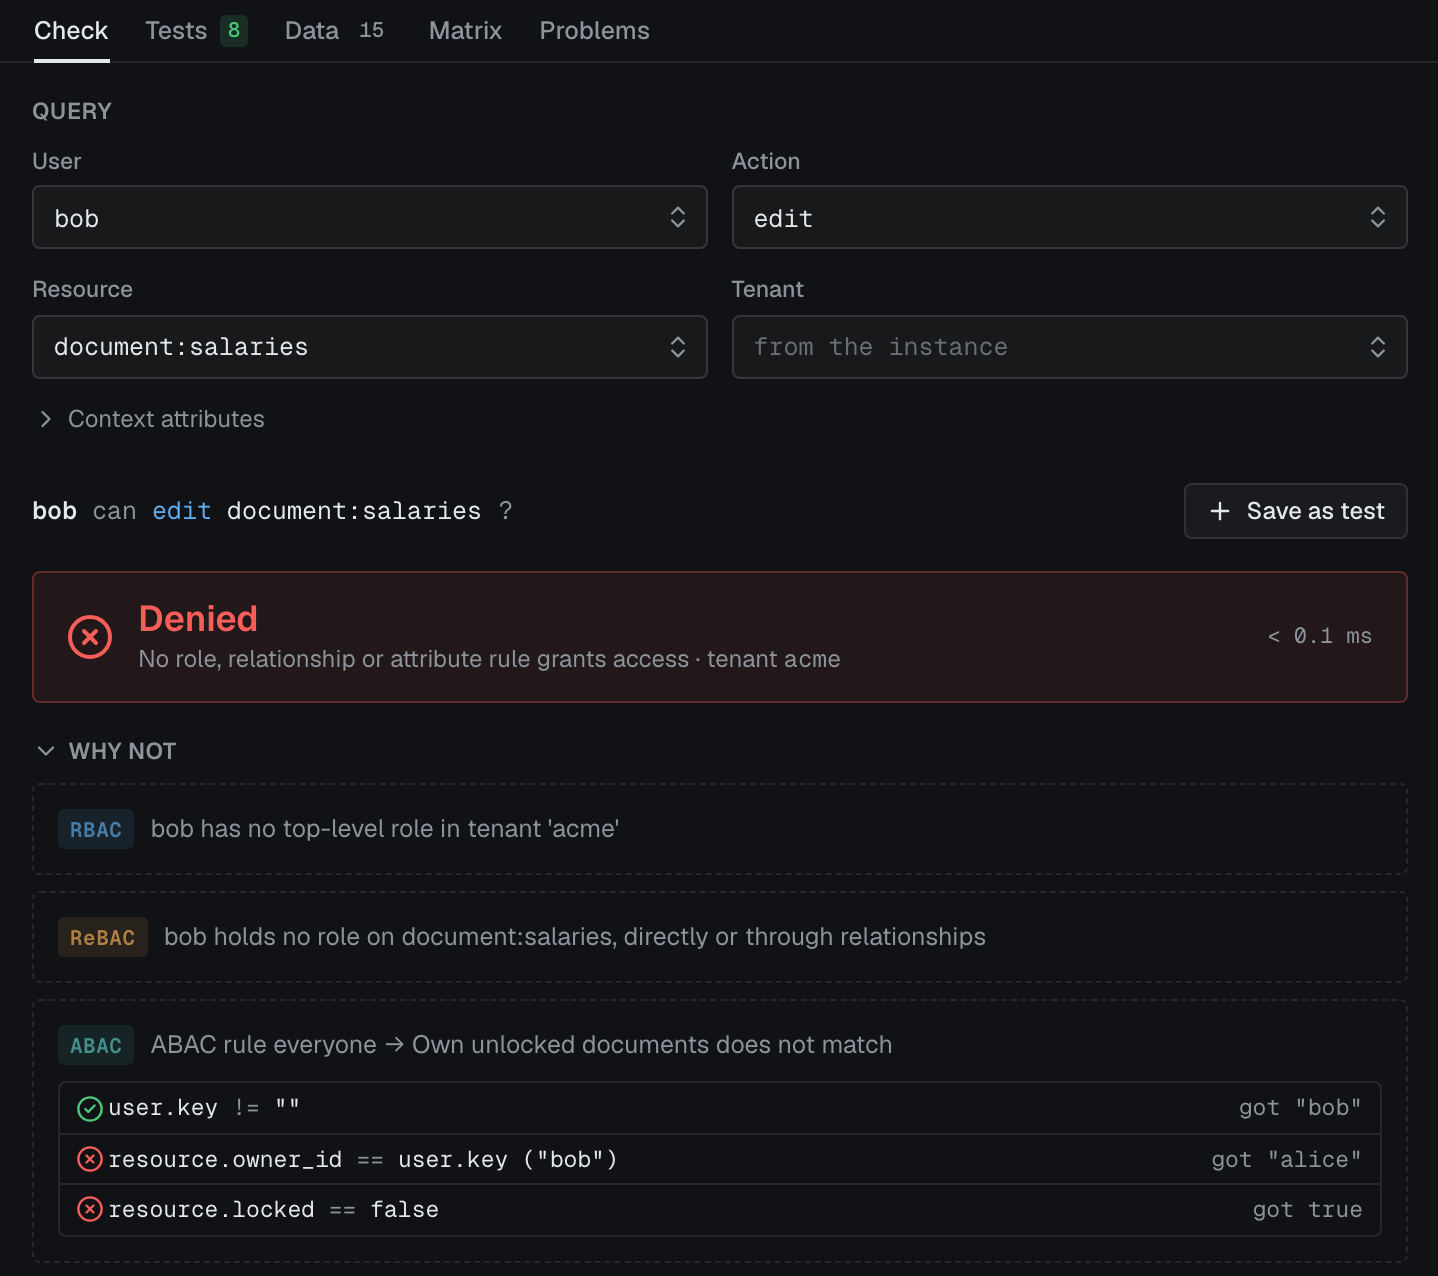 Check Tests 8 Data 15 Matrix Problems
QUERY
User
bob
Action
edit
Resource
document:salaries
Tenant
from the instance
Context attributes
bob can edit document:salaries ?
Save as test
Denied
No role, relationship or attribute rule grants access · tenant acme
< 0.1 ms
WHY NOT
RBAC bob has no top-level role in tenant 'acme'
ReBAC bob holds no role on document:salaries, directly or through relationships
ABAC ABAC rule everyone → Own unlocked documents does not match
user.key != "" got "bob"
resource.owner_id == user.key ("bob") got "alice"
resource.locked == false got true